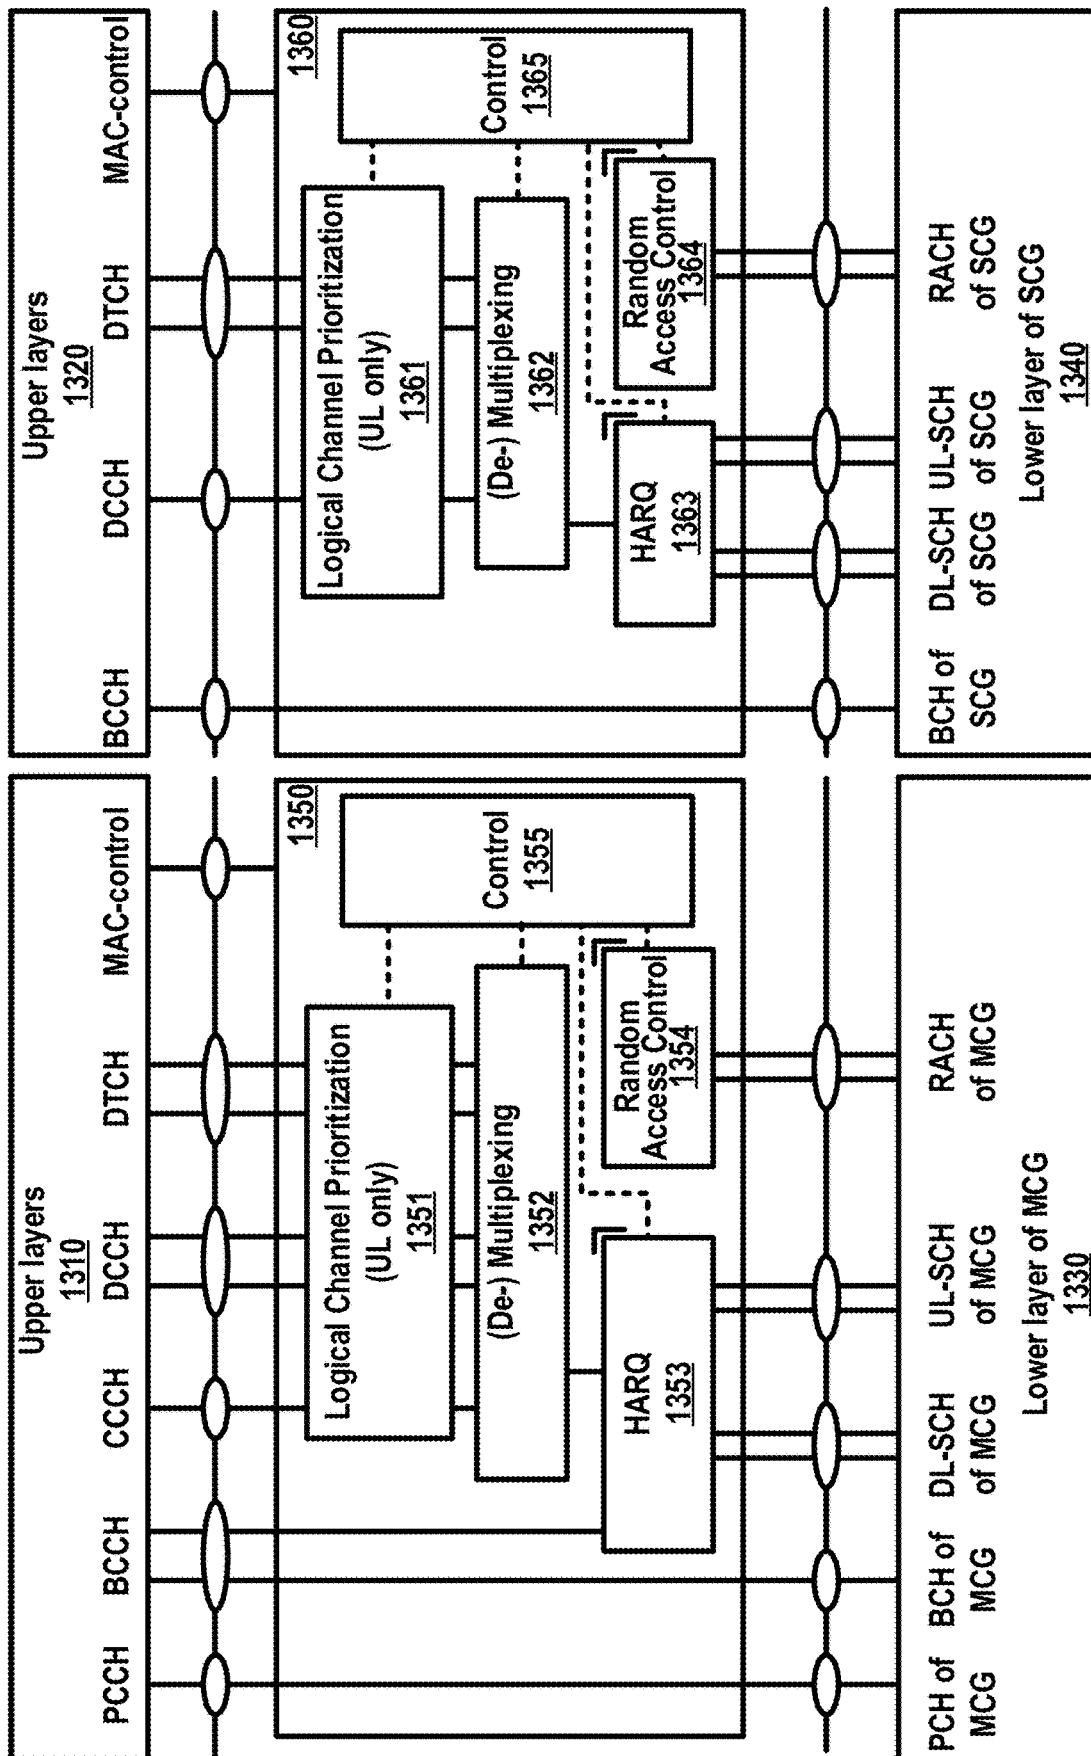 Upper layers
1310
PCCH
BCCH
CCCH
DCCH
DTCH
MAC-control
1350
Logical Channel Prioritization
(UL only)
1351
(De-) Multiplexing
1352
HARQ
1353
Random
Access Control
1354
Control
1355
PCH of
MCG
BCH of
MCG
DL-SCH
of MCG
UL-SCH
of MCG
RACH
of MCG
Lower layer of MCG
1330
Upper layers
1320
BCCH
DCCH
DTCH
MAC-control
1360
Logical Channel Prioritization
(UL only)
1361
(De-) Multiplexing
1362
HARQ
1363
Random
Access Control
1364
Control
1365
BCH of
SCG
DL-SCH
of SCG
UL-SCH
of SCG
RACH
of SCG
Lower layer of SCG
1340